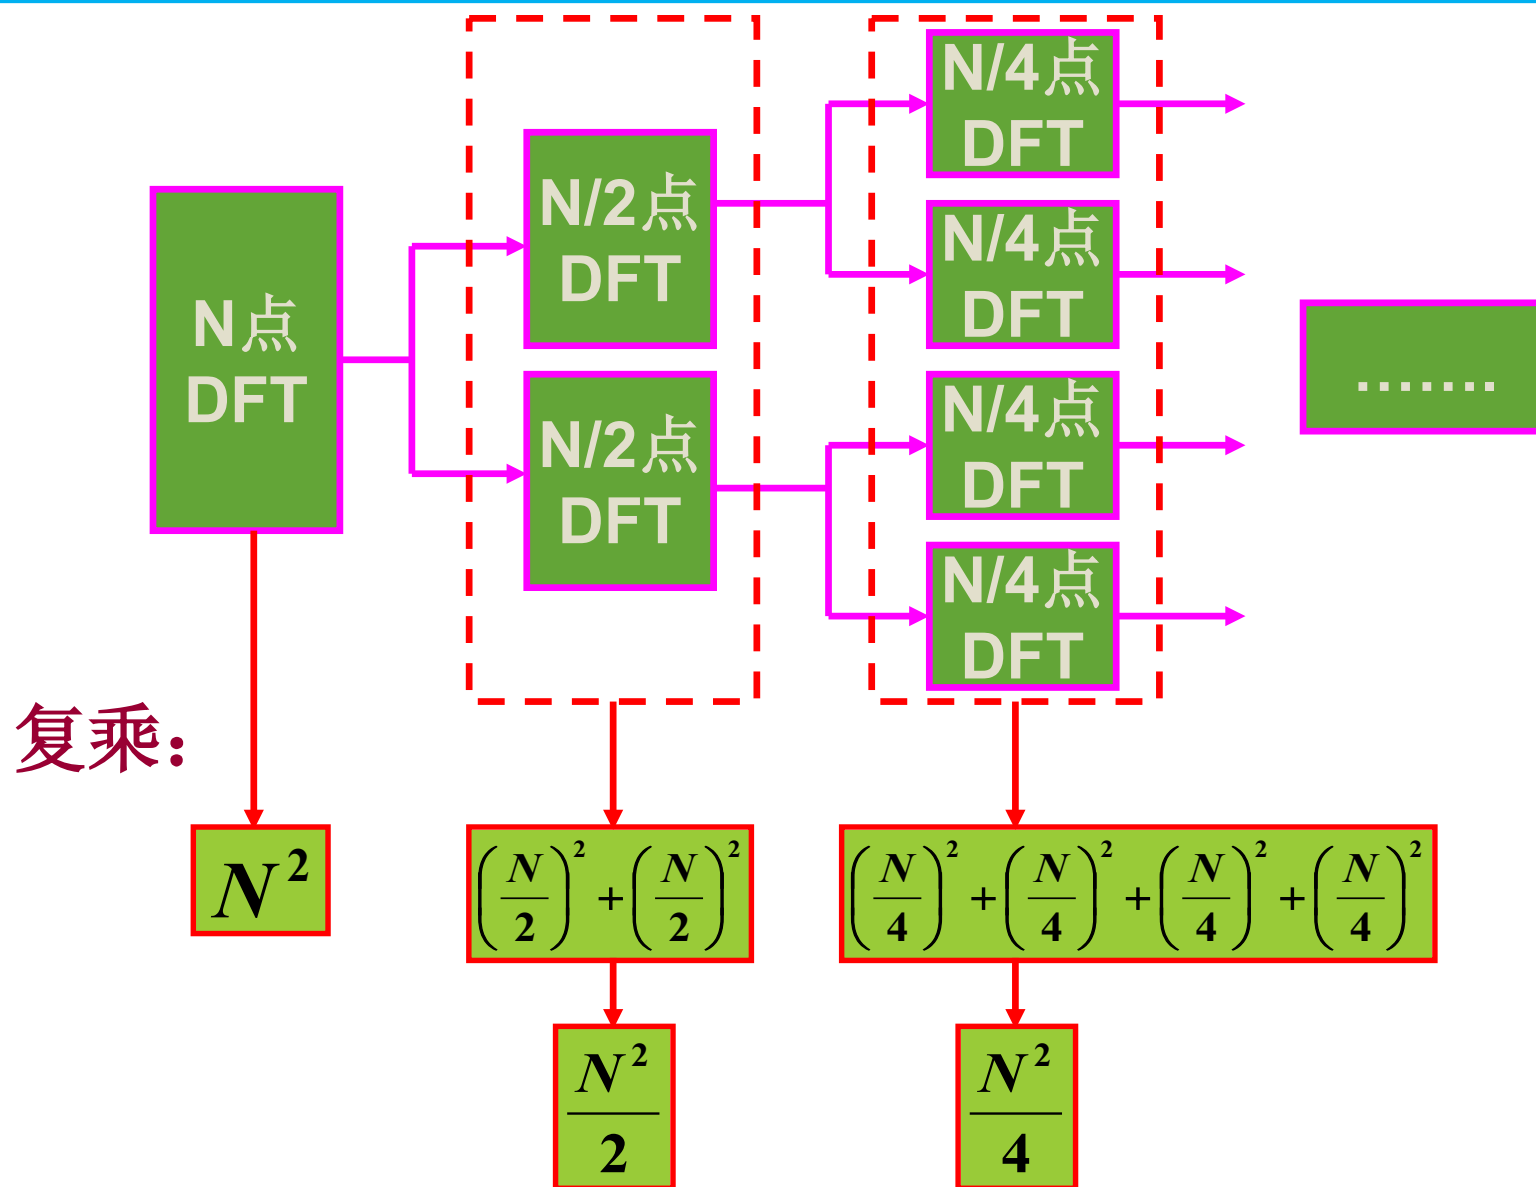 N点
DFT
N/2点
DFT
N/2点
DFT
N/4点
DFT
N/4点
DFT
N/4点
DFT
N/4点
DFT
.......
复乘：
N²
(N/2)² + (N/2)²
(N/4)² + (N/4)² + (N/4)² + (N/4)²
N²/2
N²/4